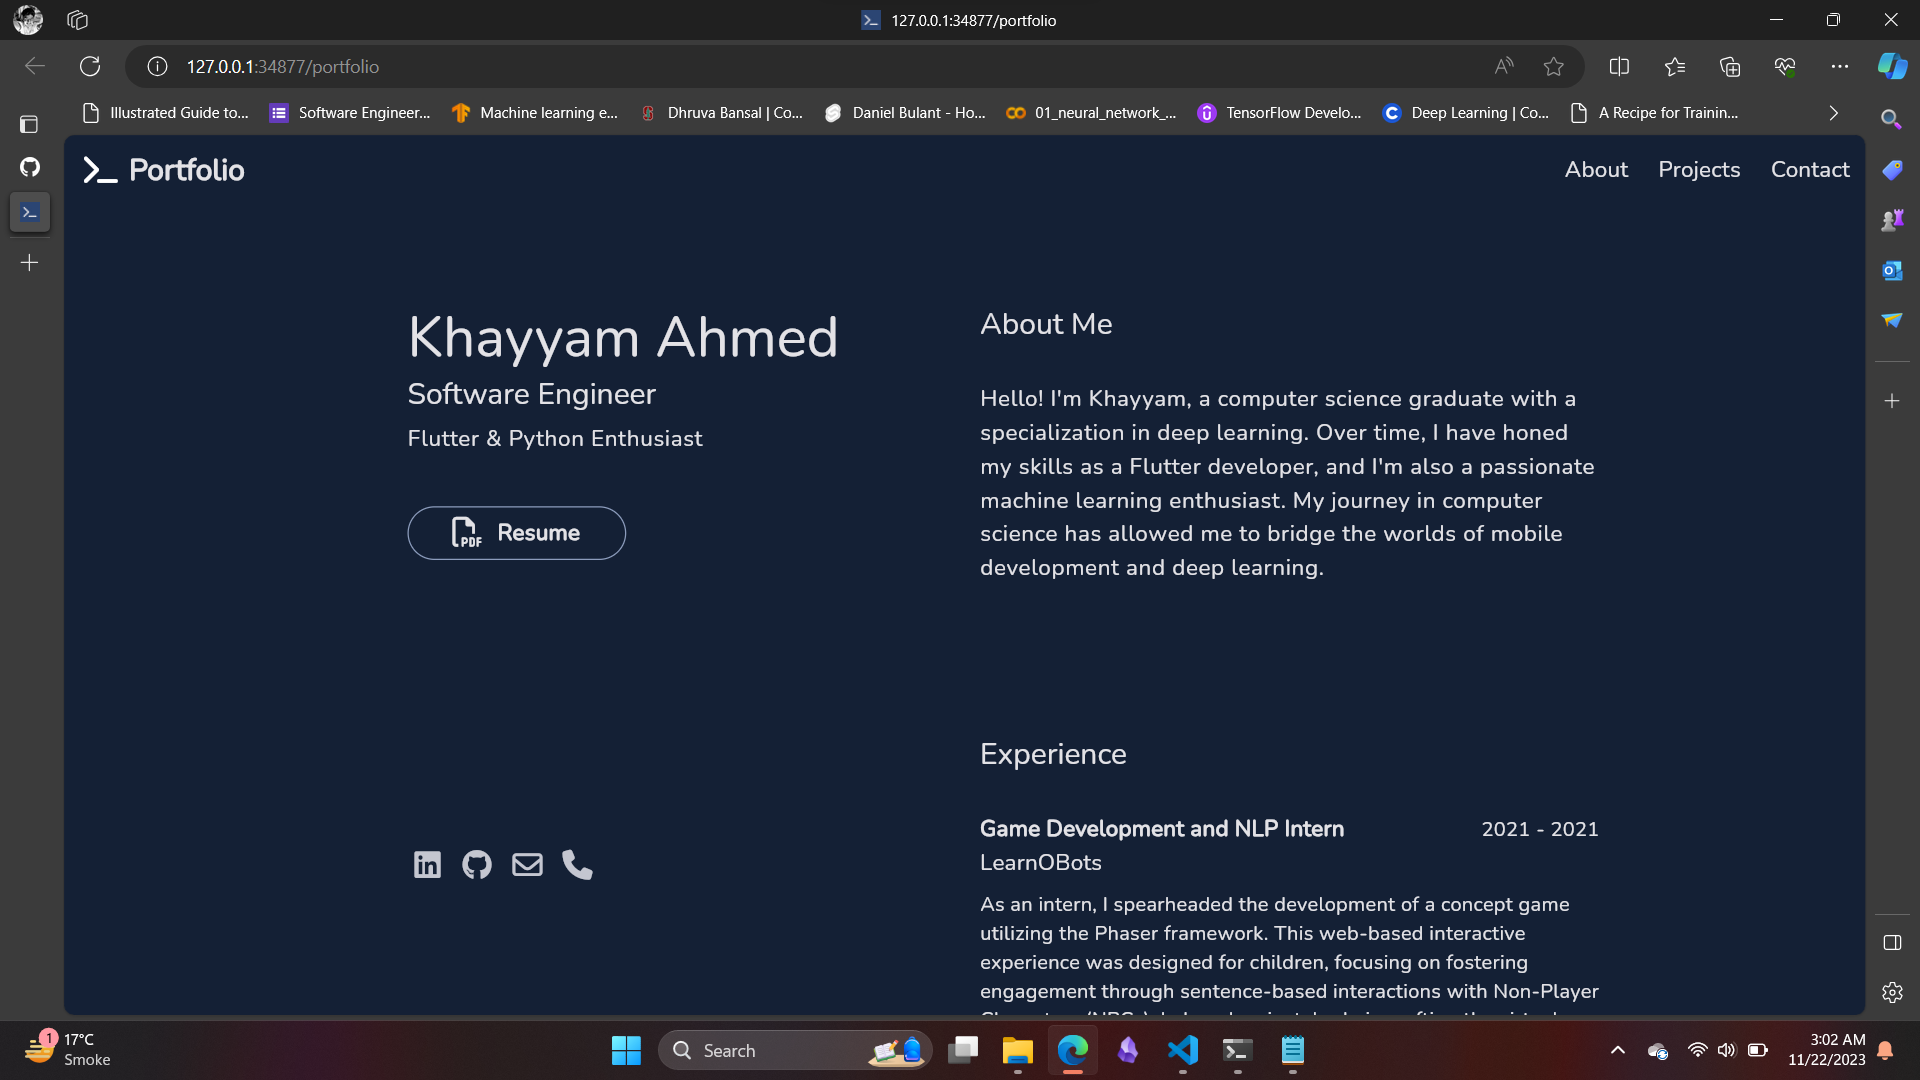 127.0.0.1:34877/portfolio
127.0.0.1:34877/portfolio
Illustrated Guide to...
Software Engineer...
Machine learning e...
Dhruva Bansal | Co...
Daniel Bulant - Ho...
01_neural_network_...
TensorFlow Develo...
Deep Learning | Co...
A Recipe for Trainin...
Portfolio
About
Projects
Contact
Khayyam Ahmed
Software Engineer
Flutter & Python Enthusiast
PDF Resume
About Me
Hello! I'm Khayyam, a computer science graduate with a
specialization in deep learning. Over time, I have honed
my skills as a Flutter developer, and I'm also a passionate
machine learning enthusiast. My journey in computer
science has allowed me to bridge the worlds of mobile
development and deep learning.
Experience
Game Development and NLP Intern
2021 - 2021
LearnOBots
As an intern, I spearheaded the development of a concept game
utilizing the Phaser framework. This web-based interactive
experience was designed for children, focusing on fostering
engagement through sentence-based interactions with Non-Player
1
17°C
Smoke
Search
3:02 AM
11/22/2023